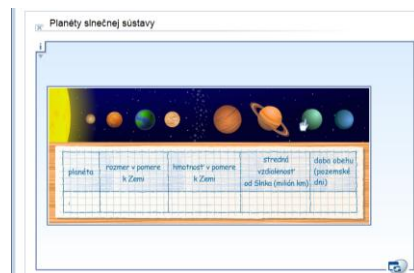 Planéty slnečnej sústavy
i
planéta
rozmer v pomere
k Zemi
hmotnosť v pomere
k Zemi
stredná
vzdialenosť
od Slnka (milión km)
doba obehu
(pozemské
dni)